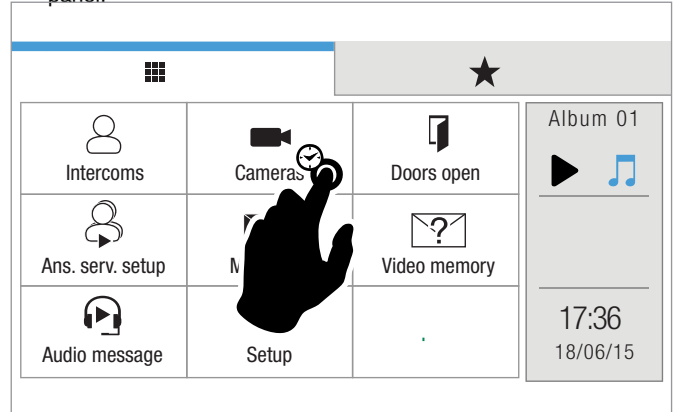 panel.
Album 01
Intercoms
Cameras
Doors open
Ans. serv. setup
M
Video memory
Audio message
Setup
17:36
18/06/15